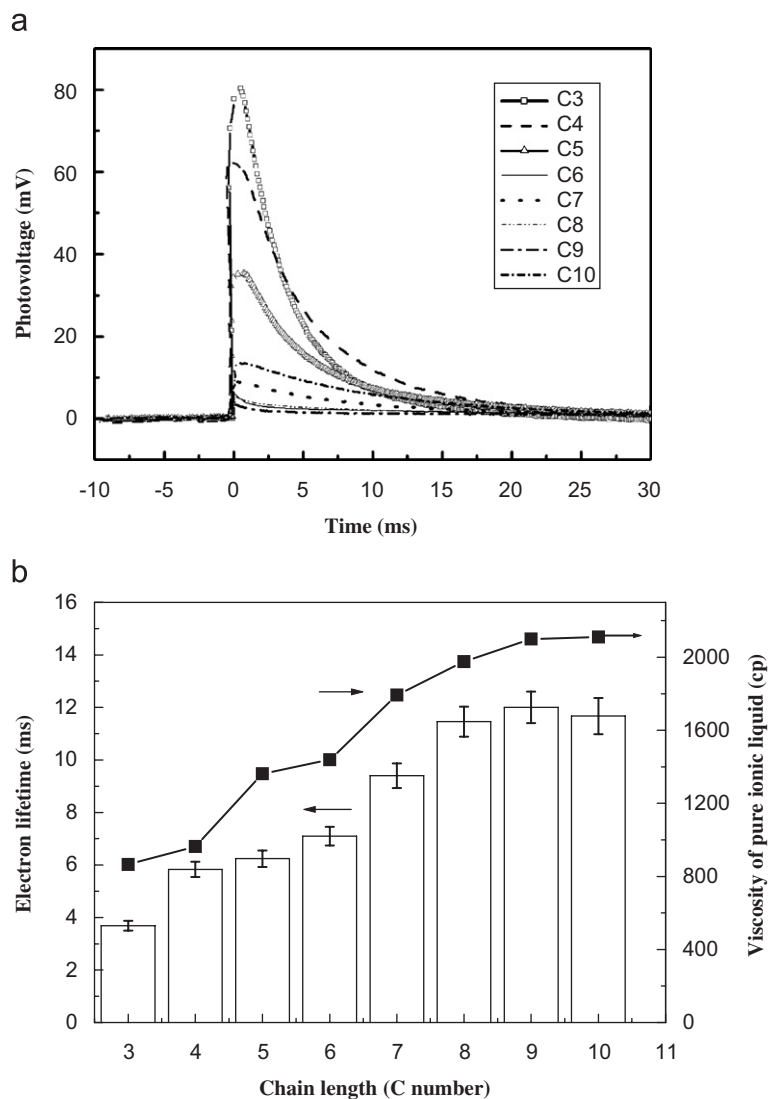 a
80
60
40
20
0
Photovoltage (mV)
C3
C4
C5
C6
C7
C8
C9
C10
-10 -5 0 5 10 15 20 25 30
Time (ms)
b
16
14
12
10
8
6
4
2
0
Electron lifetime (ms)
2000
1600
1200
800
400
0
Viscosity of pure ionic liquid (cp)
3 4 5 6 7 8 9 10 11
Chain length (C number)